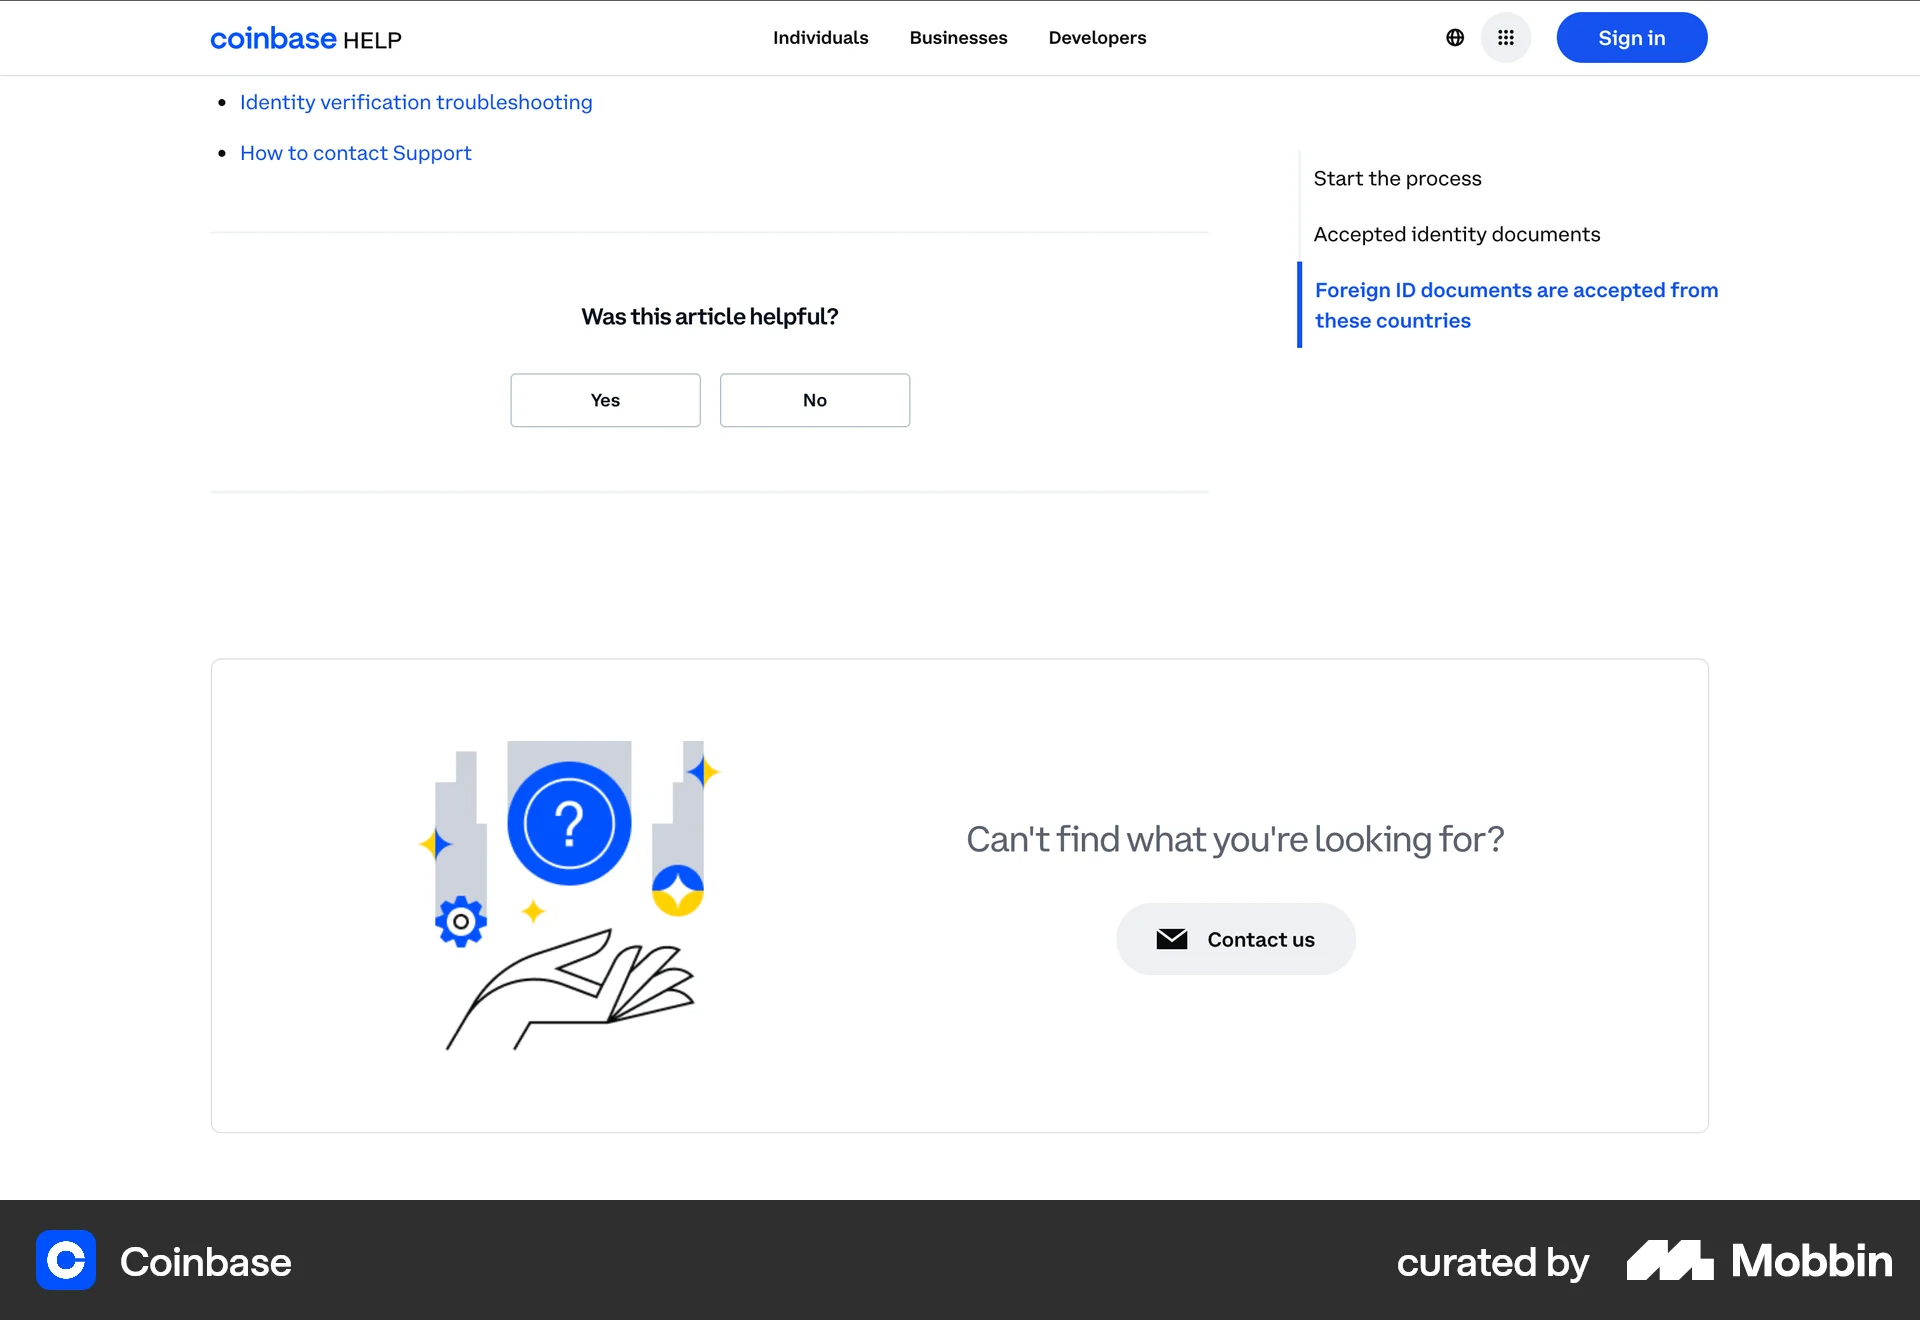 coinbase HELP
Individuals
Businesses
Developers
Sign in
Identity verification troubleshooting
How to contact Support
Start the process
Accepted identity documents
Foreign ID documents are accepted from
these countries
Was this article helpful?
Yes
No
?
Can't find what you're looking for?
Contact us
Coinbase
curated by
Mobbin